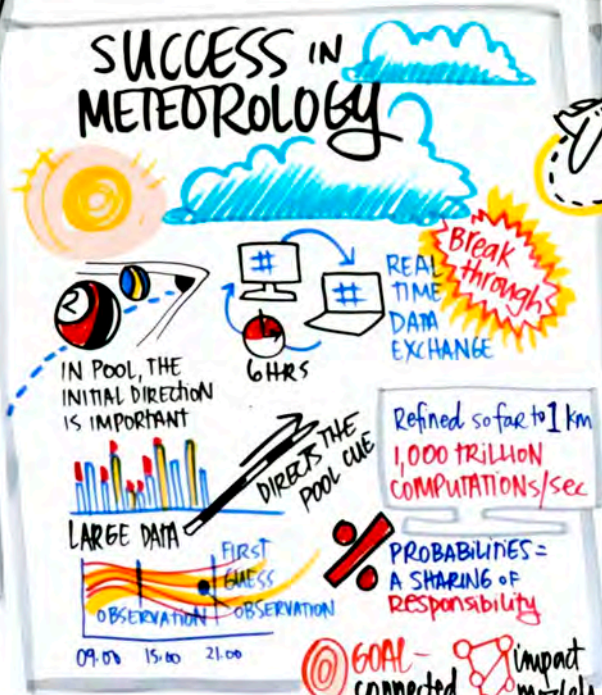 SUCCESS IN
METEOROLOGY
Break
through
#
#
REAL
TIME
DATA
EXCHANGE
6HRS
2
IN POOL, THE
INITIAL DIRECTION
IS IMPORTANT
DIRECTS THE
POOL CUE
Refined so far to 1 km
1,000 TRILLION
COMPUTATIONS/sec
LARGE DATA
FIRST
GUESS
OBSERVATION
OBSERVATION
09.00 15.00 21.00
%
PROBABILITIES =
A SHARING OF
RESPONSIBILITY
GOAL -
connected
impact
models